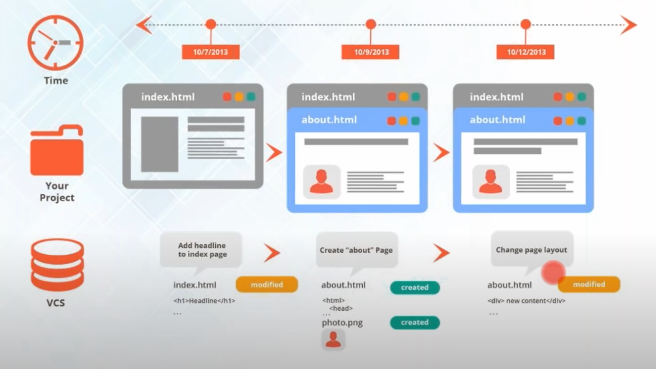 10/7/2013
10/9/2013
10/12/2013
Time
index.html
index.html
about.html
index.html
about.html
Your
Project
Add headline
to index page
Create "about" Page
Change page layout
VCS
index.html
modified
<h1>Headline</h1>
...
about.html
created
<html>
<head>
...
photo.png
created
about.html
modified
<div> new content</div>
...